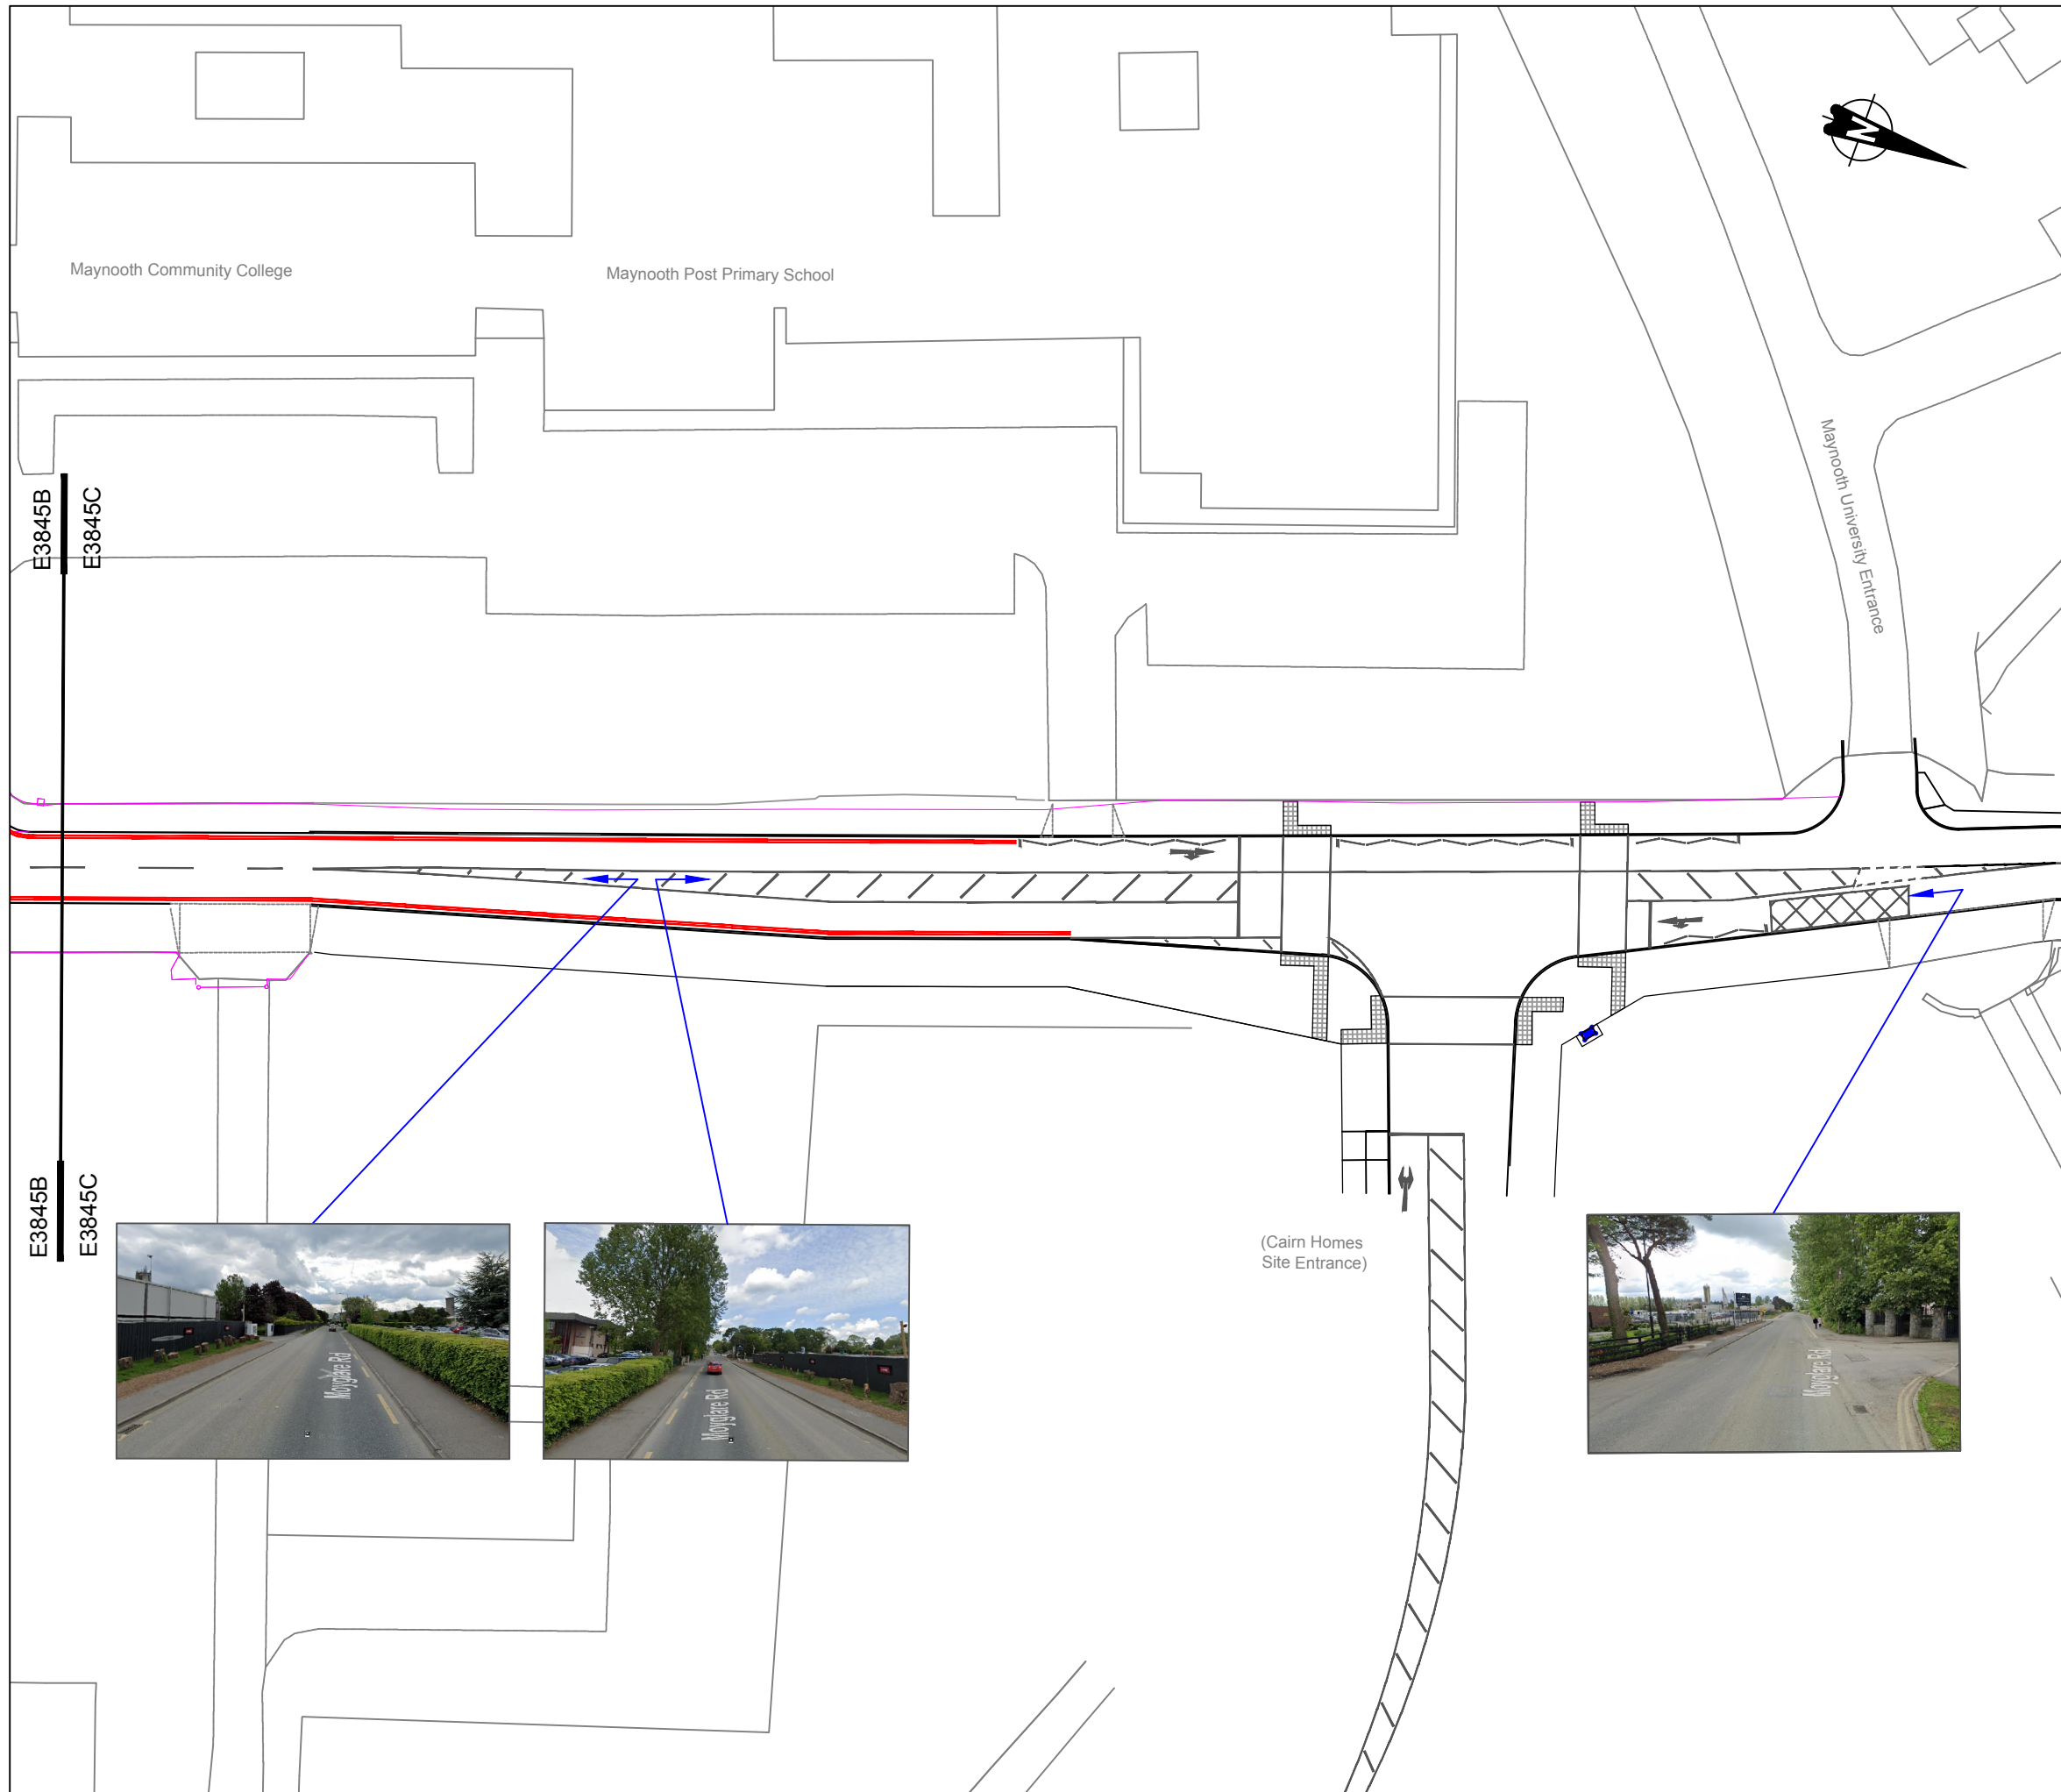 N
Maynooth Community College
Maynooth Post Primary School
Maynooth University Entrance
E3845B
E3845C
E3845B
E3845C
(Cairn Homes
Site Entrance)
Moyglare Rd
Moyglare Rd
Moyglare Rd